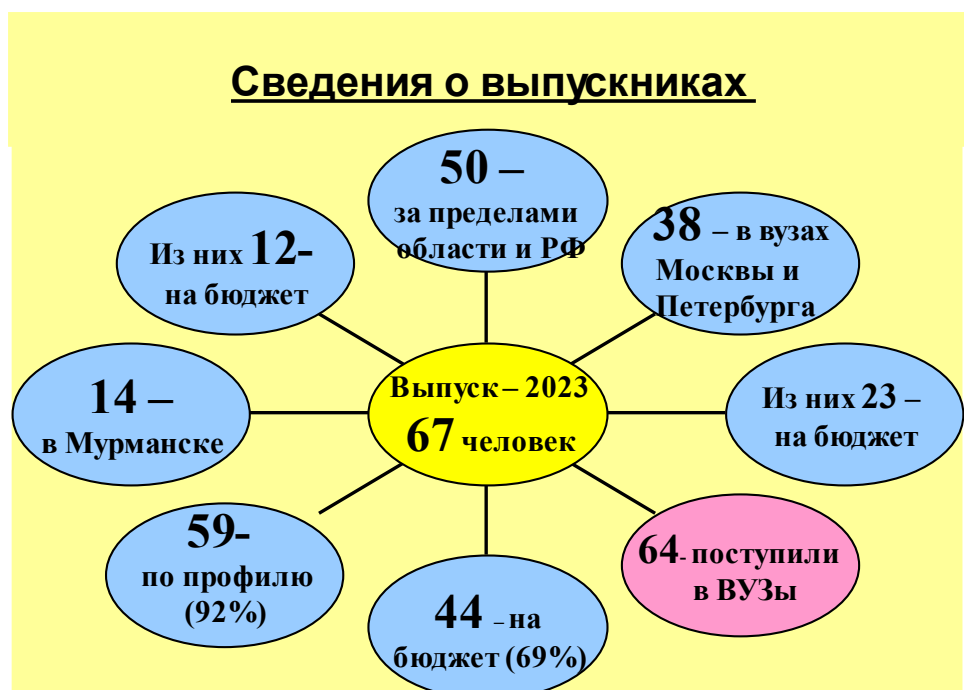 Сведения о выпускниках
50 –
за пределами
области и РФ
38 – в вузах
Москвы и
Петербурга
Из них 12-
на бюджет
Выпуск – 2023
67 человек
14 –
в Мурманске
Из них 23 –
на бюджет
59-
по профилю
(92%)
44 – на
бюджет (69%)
64- поступили
в ВУЗы